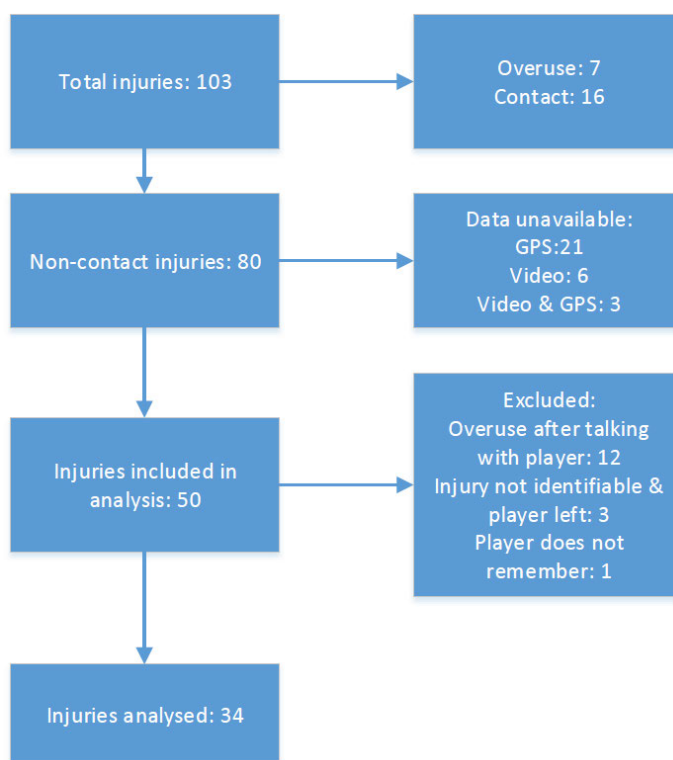 Total injuries: 103
Overuse: 7
Contact: 16
Non-contact injuries: 80
Data unavailable:
GPS:21
Video: 6
Video & GPS: 3
Injuries included in
analysis: 50
Excluded:
Overuse after talking
with player: 12
Injury not identifiable &
player left: 3
Player does not
remember: 1
Injuries analysed: 34